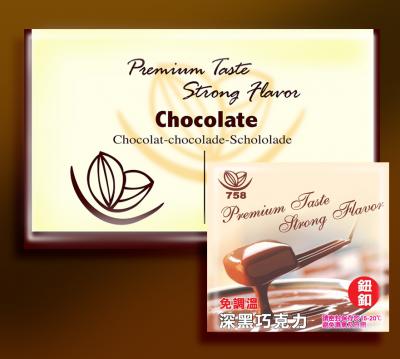 Premium Taste
Strong Flavor
Chocolate
Chocolat-chocolade-Schololade
758
Premium Taste
Strong Flavor
免調溫
深黑巧克力
鈕釦